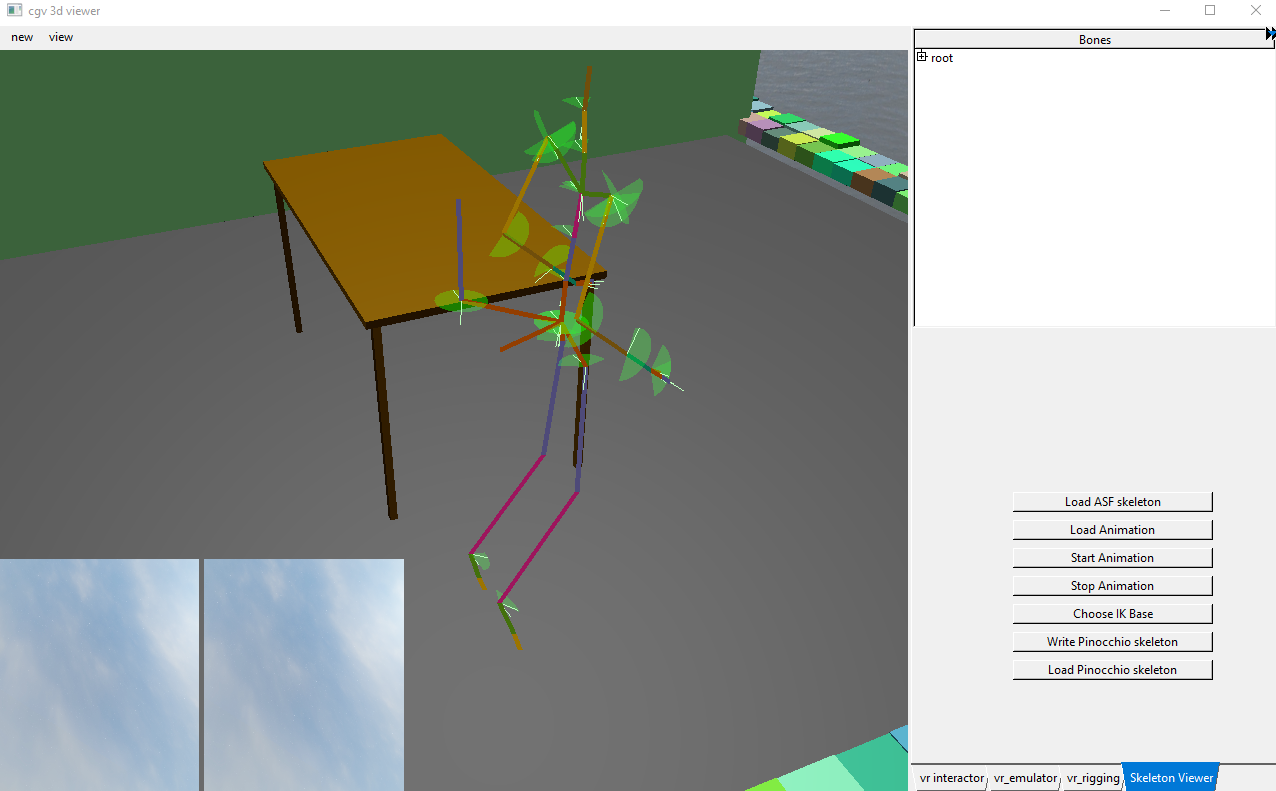 cgv 3d viewer
new view
Bones
root
Load ASF skeleton
Load Animation
Start Animation
Stop Animation
Choose IK Base
Write Pinocchio skeleton
Load Pinocchio skeleton
vr interactor vr_emulator vr_rigging Skeleton Viewer